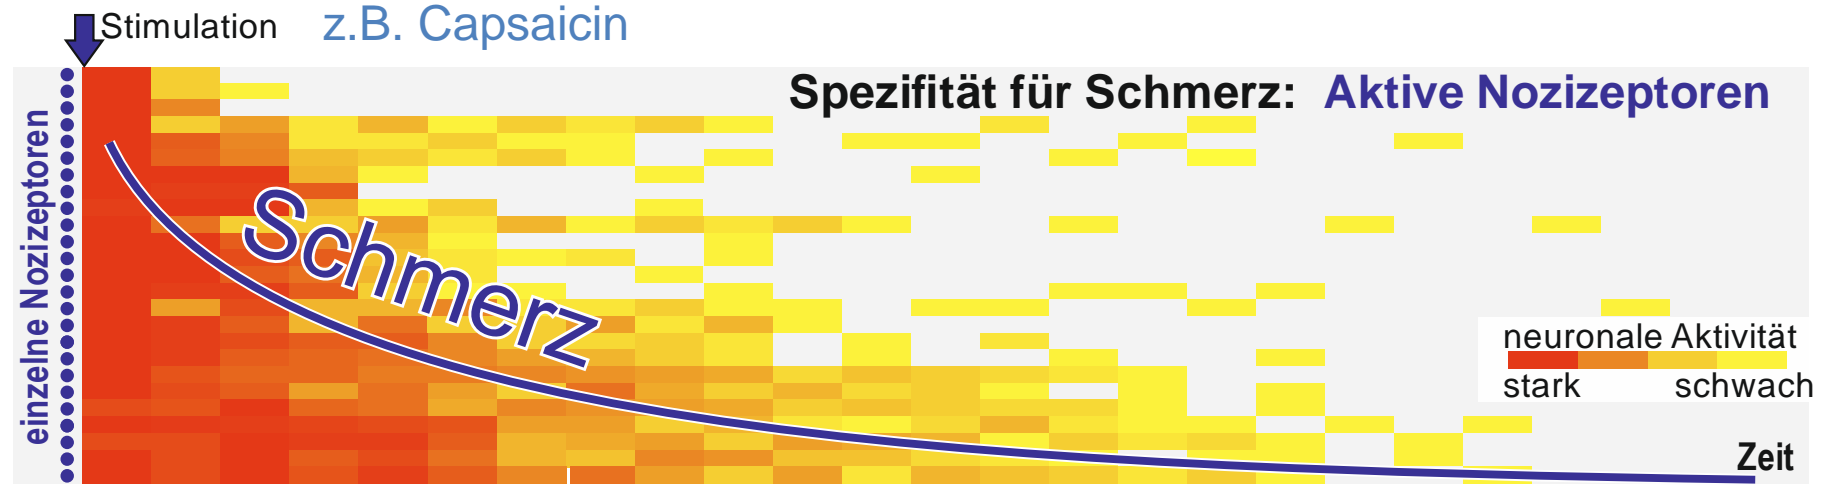 Stimulation z.B. Capsaicin
Spezifität für Schmerz: Aktive Nozizeptoren
einzelne Nozizeptoren
Schmerz
neuronale Aktivität
stark schwach
Zeit